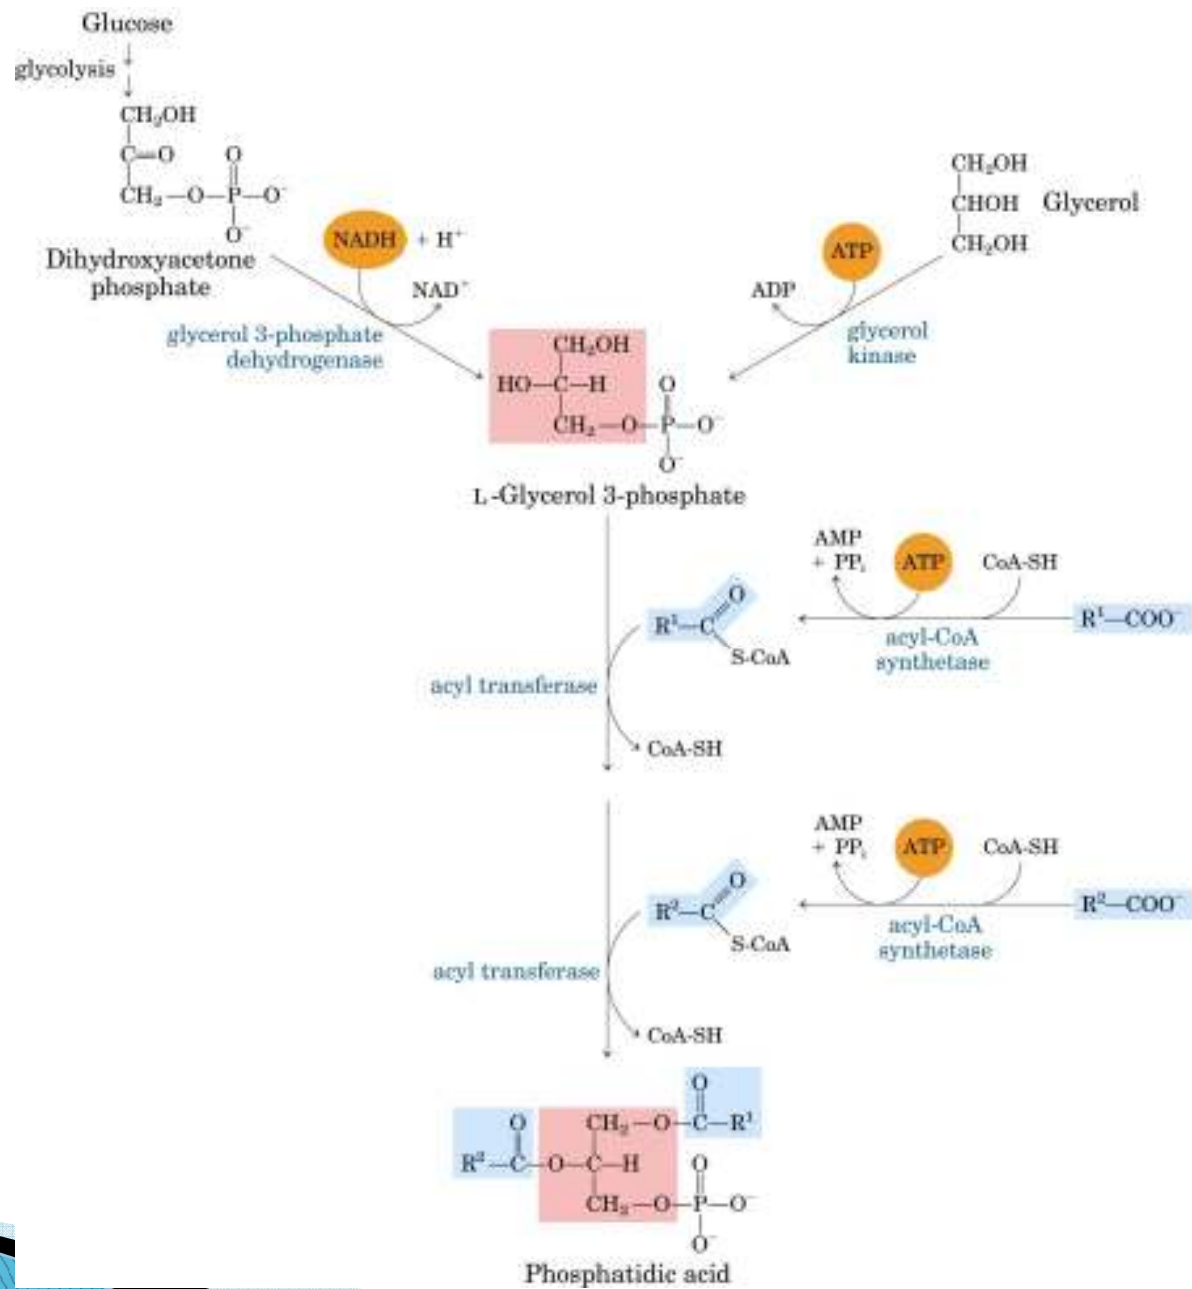 Glucose
glycolysis
CH₂OH
C=O
O
CH₂—O—P—O⁻
O⁻
Dihydroxyacetone
phosphate
NADH + H⁺
NAD⁺
glycerol 3-phosphate
dehydrogenase
CH₂OH
CHOH Glycerol
CH₂OH
ATP
ADP
glycerol
kinase
CH₂OH
HO—C—H
O
CH₂—O—P—O⁻
O⁻
L-Glycerol 3-phosphate
AMP
+ PPᵢ
ATP
CoA-SH
R¹—COO⁻
acyl-CoA
synthetase
O
R¹—C
S-CoA
acyl transferase
CoA-SH
AMP
+ PPᵢ
ATP
CoA-SH
R²—COO⁻
acyl-CoA
synthetase
O
R²—C
S-CoA
acyl transferase
CoA-SH
O
CH₂—O—C—R¹
O
R²—C—O—C—H
O
CH₂—O—P—O⁻
O⁻
Phosphatidic acid